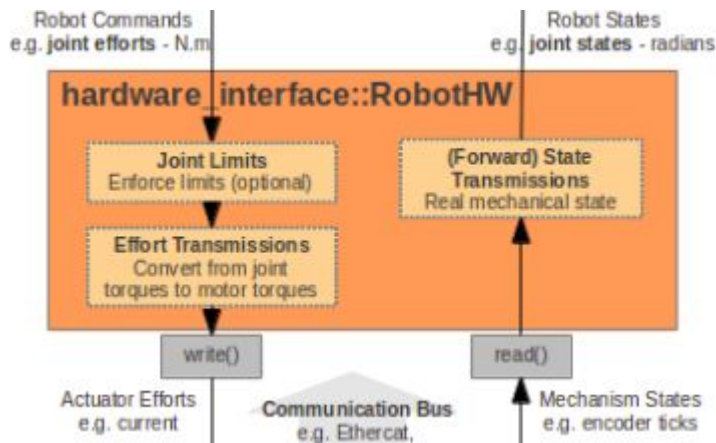 Robot Commands
e.g. joint efforts - N.m
Robot States
e.g. joint states - radians
hardware_interface::RobotHW
Joint Limits
Enforce limits (optional)
(Forward) State
Transmissions
Real mechanical state
Effort Transmissions
Convert from joint
torques to motor torques
write()
read()
Actuator Efforts
e.g. current
Communication Bus
e.g. Ethercat,
Mechanism States
e.g. encoder ticks